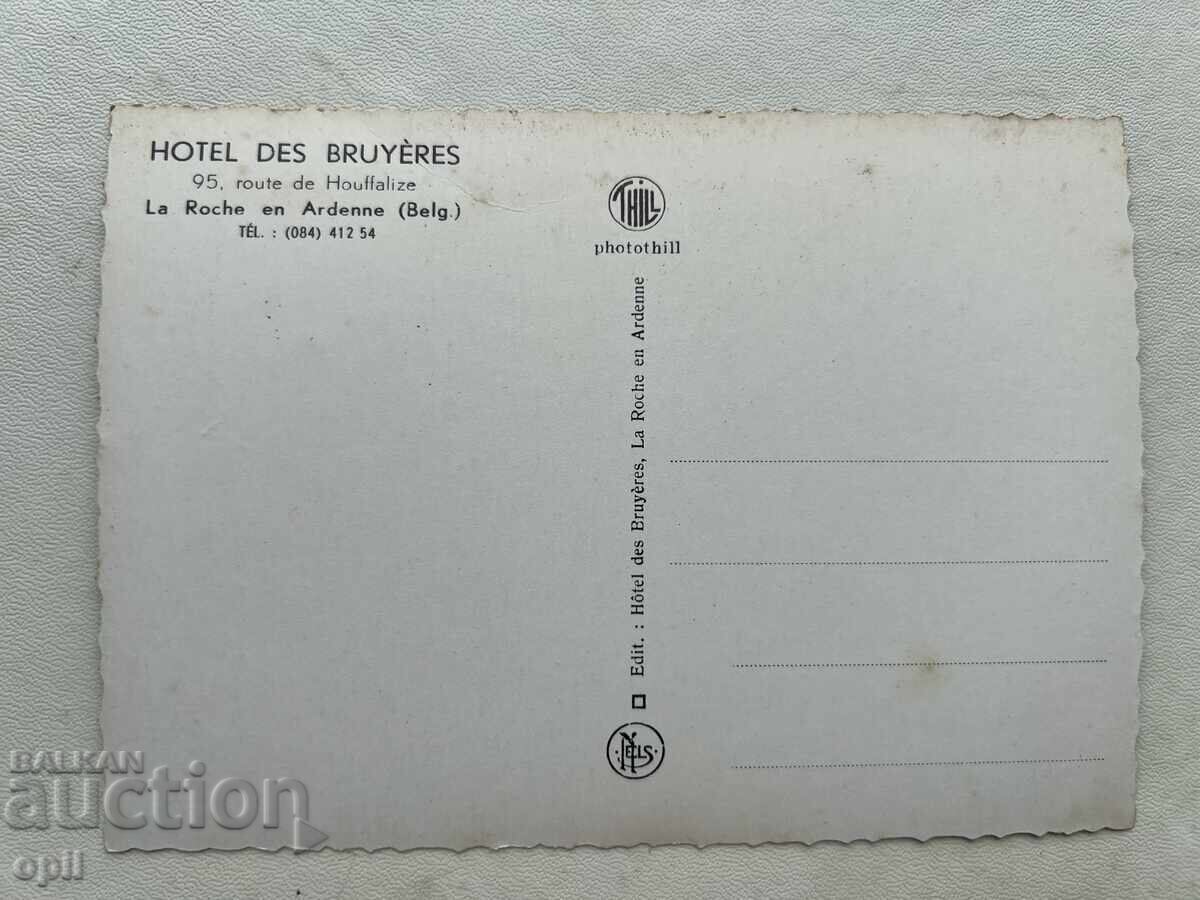 HOTEL DES BRUYÈRES
95, route de Houffalize
La Roche en Ardenne (Belg.)
TÉL. : (084) 412 54
THILL
photothill
Edit. : Hôtel des Bruyères, La Roche en Ardenne
NELS
BALKAN
auction
opil